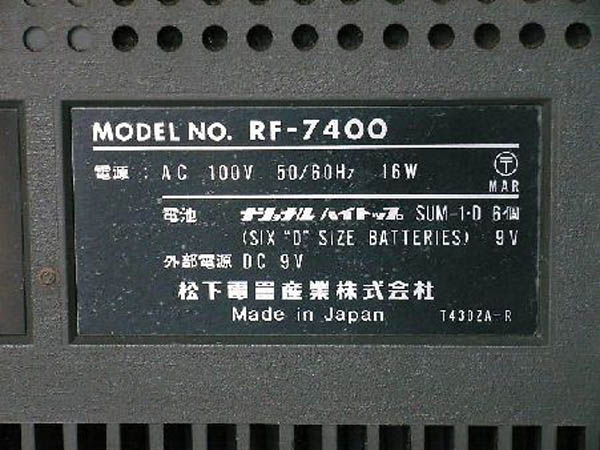 MODEL NO. RF-7400
電源: AC 100V 50/60Hz 16W
〒
MAR
電池 ナショナル ハイトップ SUM-1・D 6個
(SIX "D" SIZE BATTERIES) 9V
外部電源 DC 9V
松下電器産業株式会社
Made in Japan T430ZA-R